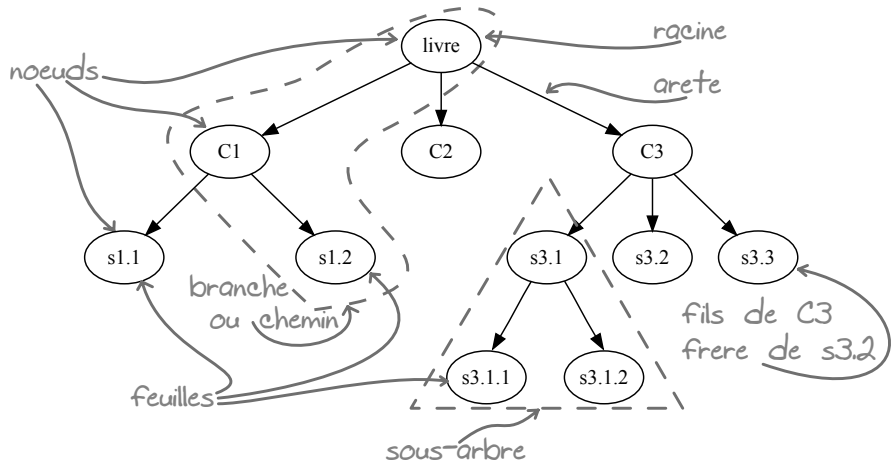 livre
racine
noeuds
arete
C1
C2
C3
s1.1
s1.2
s3.1
s3.2
s3.3
branche
ou chemin
fils de C3
frere de s3.2
s3.1.1
s3.1.2
feuilles
sous-arbre